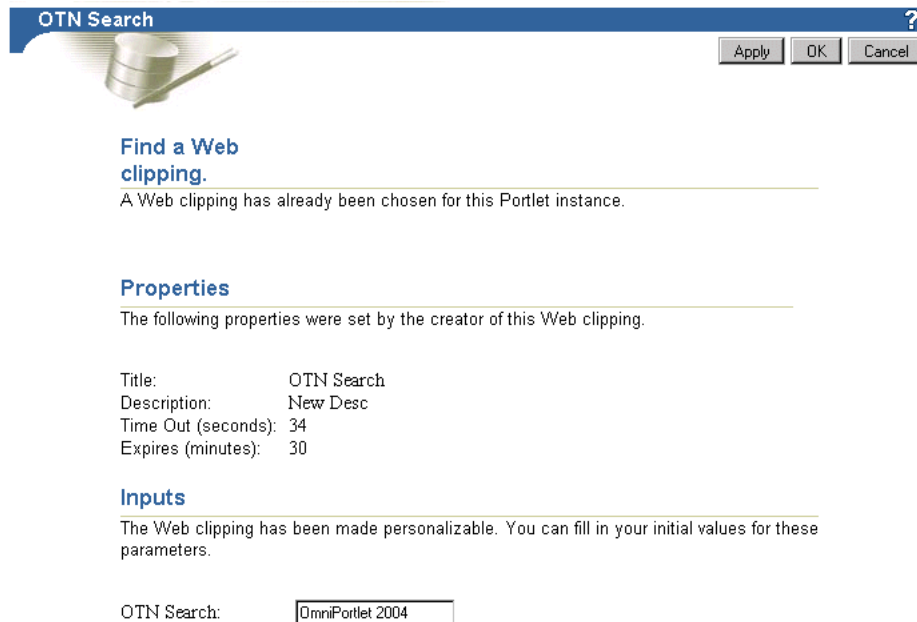 OTN Search
?
Apply OK Cancel
Find a Web
clipping.
A Web clipping has already been chosen for this Portlet instance.
Properties
The following properties were set by the creator of this Web clipping.
Title: OTN Search
Description: New Desc
Time Out (seconds): 34
Expires (minutes): 30
Inputs
The Web clipping has been made personalizable. You can fill in your initial values for these
parameters.
OTN Search: OmniPortlet 2004